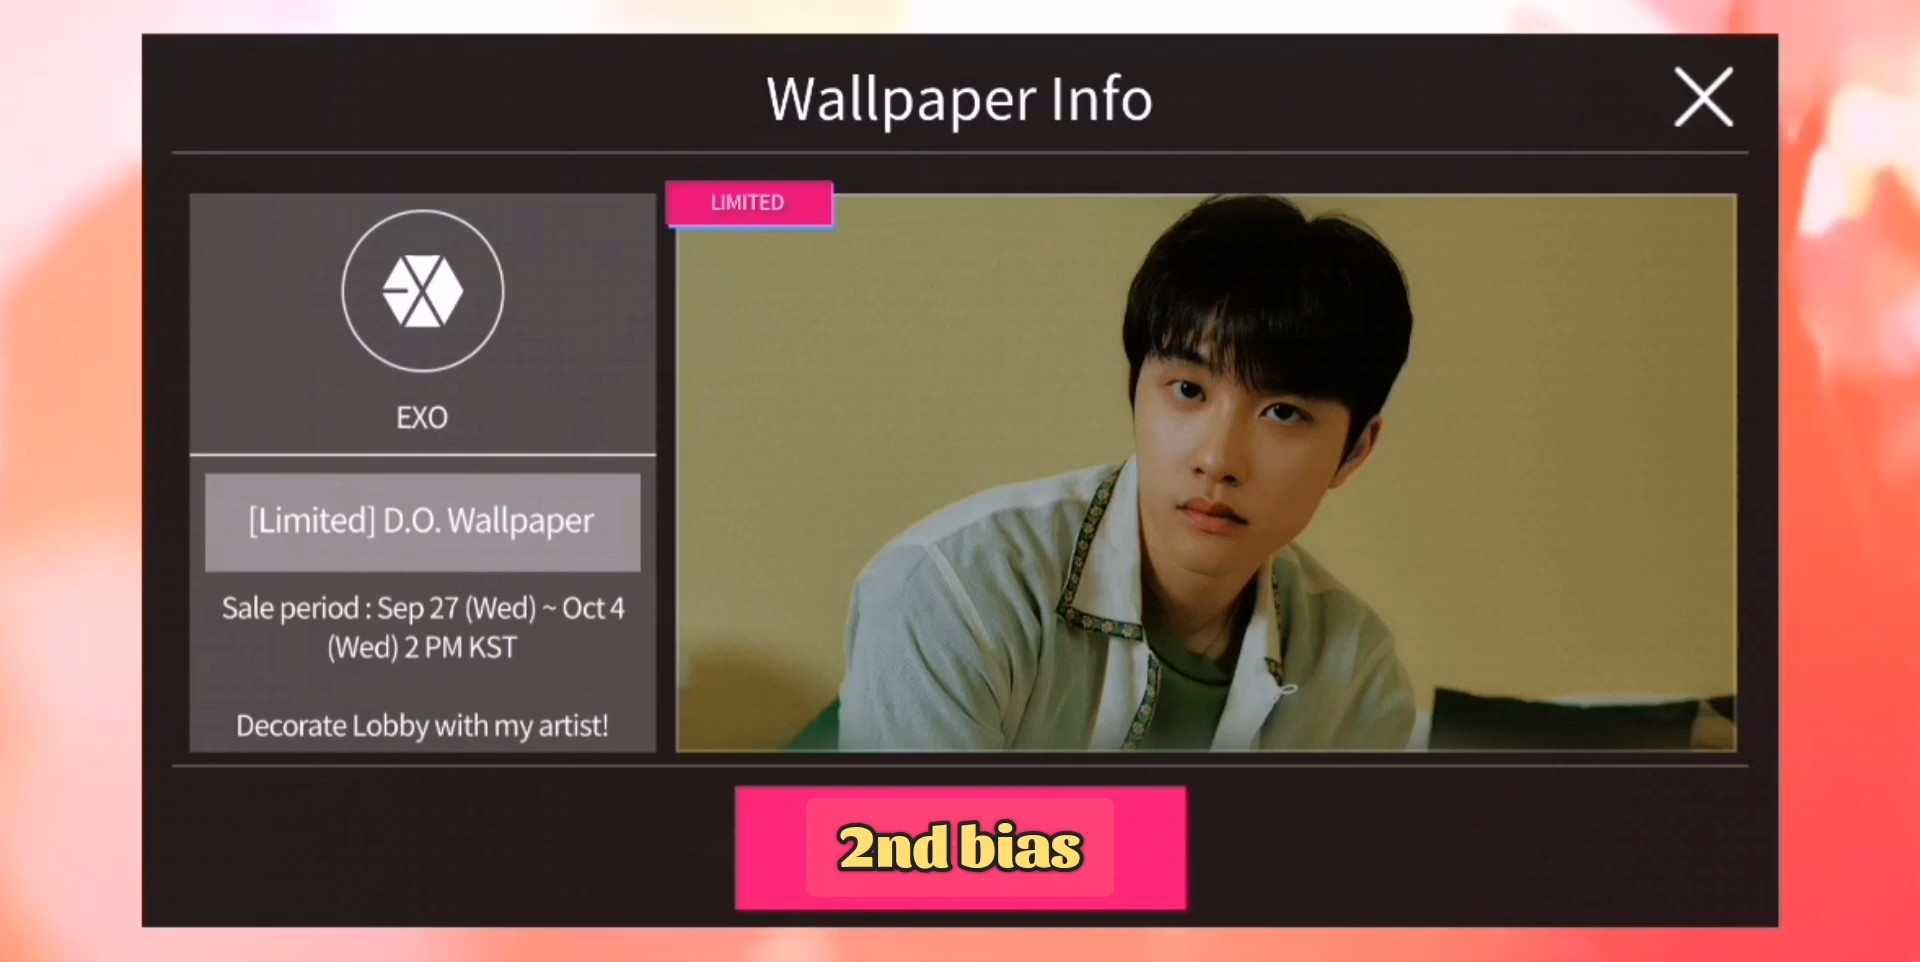 Wallpaper Info
LIMITED
EXO
[Limited] D.O. Wallpaper
Sale period : Sep 27 (Wed) ~ Oct 4
(Wed) 2 PM KST
Decorate Lobby with my artist!
2nd bias